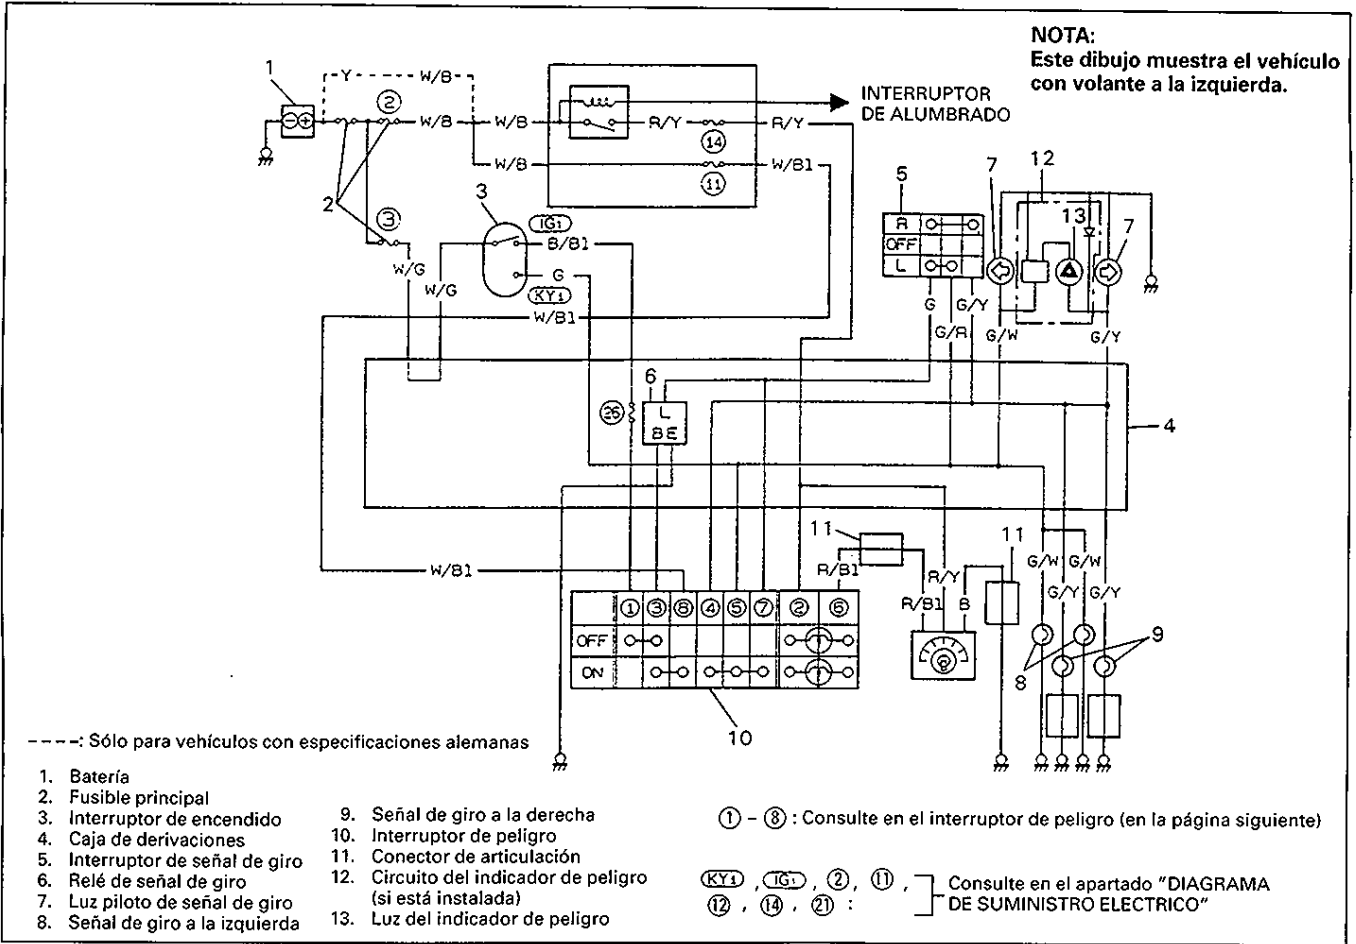 NOTA:
Este dibujo muestra el vehículo
con volante a la izquierda.
1
Y
W/B
2
W/B
W/B
R/Y
14
R/Y
INTERRUPTOR
DE ALUMBRADO
W/B
11
W/Bl
2
3
3
IG1
B/Bl
G
KY1
W/Bl
W/G
W/G
5
R
OFF
L
7
12
13
7
G
G/Y
G/R
G/W
G/Y
4
6
L
B E
26
W/Bl
11
R/Bl
R/Bl
R/Y
B
11
G/W
G/W
G/Y
G/Y
8
9
1 3 8 4 5 7 2 6
OFF
ON
10
----: Sólo para vehículos con especificaciones alemanas
1. Batería
2. Fusible principal
3. Interruptor de encendido
4. Caja de derivaciones
5. Interruptor de señal de giro
6. Relé de señal de giro
7. Luz piloto de señal de giro
8. Señal de giro a la izquierda
9. Señal de giro a la derecha
10. Interruptor de peligro
11. Conector de articulación
12. Circuito del indicador de peligro
(si está instalada)
13. Luz del indicador de peligro
① – ⑧ : Consulte en el interruptor de peligro (en la página siguiente)
KY1 , IG1 , ②, ⑪ ,
⑫ , ⑭ , ㉑ :
Consulte en el apartado "DIAGRAMA
DE SUMINISTRO ELECTRICO"